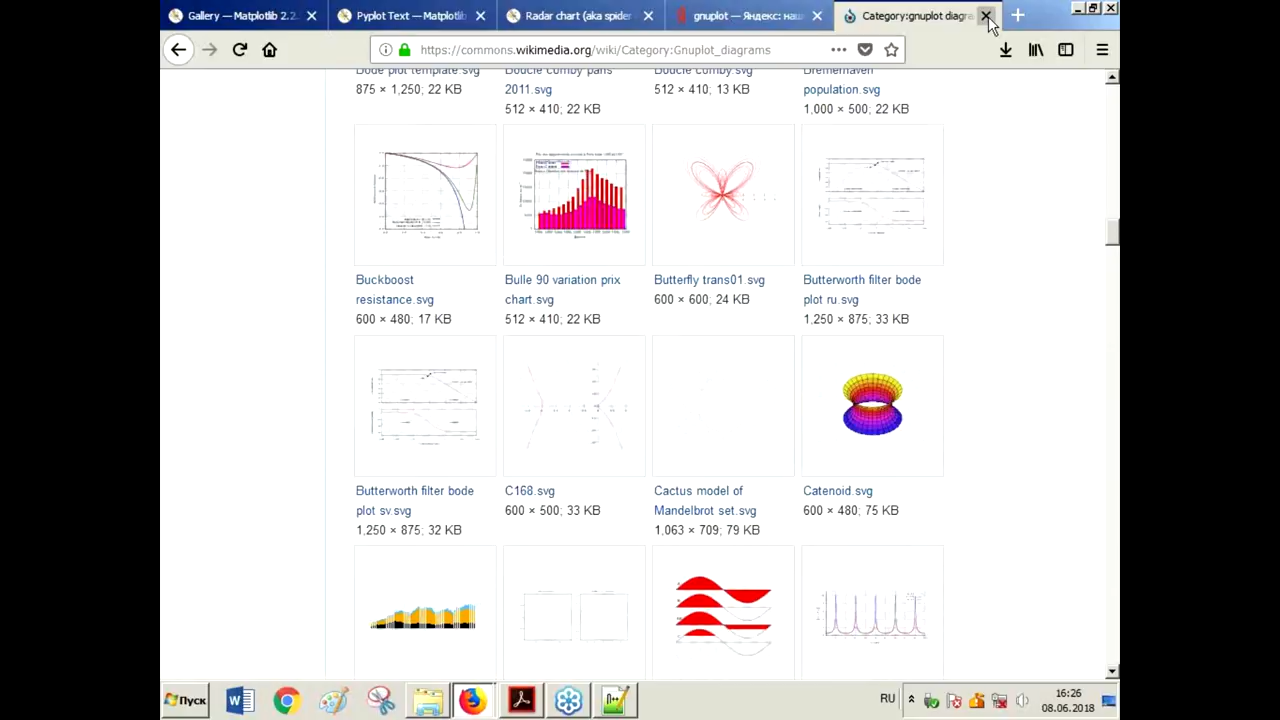 Gallery — Matplotlib 2.2.
Pyplot Text — Matplotlib
Radar chart (aka spider
gnuplot — Яндекс: наш
Category:gnuplot diagra
https://commons.wikimedia.org/wiki/Category:Gnuplot_diagrams
Bode plot template.svg
875 × 1,250; 22 KB
2011.svg
512 × 410; 22 KB
512 × 410; 13 KB
Bremerhaven
population.svg
1,000 × 500; 22 KB
Buckboost
resistance.svg
600 × 480; 17 KB
Bulle 90 variation prix
chart.svg
512 × 410; 22 KB
Butterfly trans01.svg
600 × 600; 24 KB
Butterworth filter bode
plot ru.svg
1,250 × 875; 33 KB
Butterworth filter bode
plot sv.svg
1,250 × 875; 32 KB
C168.svg
600 × 500; 33 KB
Cactus model of
Mandelbrot set.svg
1,063 × 709; 79 KB
Catenoid.svg
600 × 480; 75 KB
Пуск
RU
16:26
08.06.2018